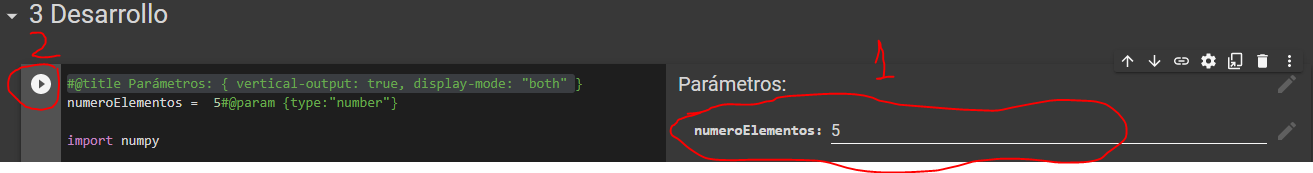 3 Desarrollo
2
1
#@title Parámetros: { vertical-output: true, display-mode: "both" }
numeroElementos =  5#@param {type:"number"}
import numpy
Parámetros:
numeroElementos: 5